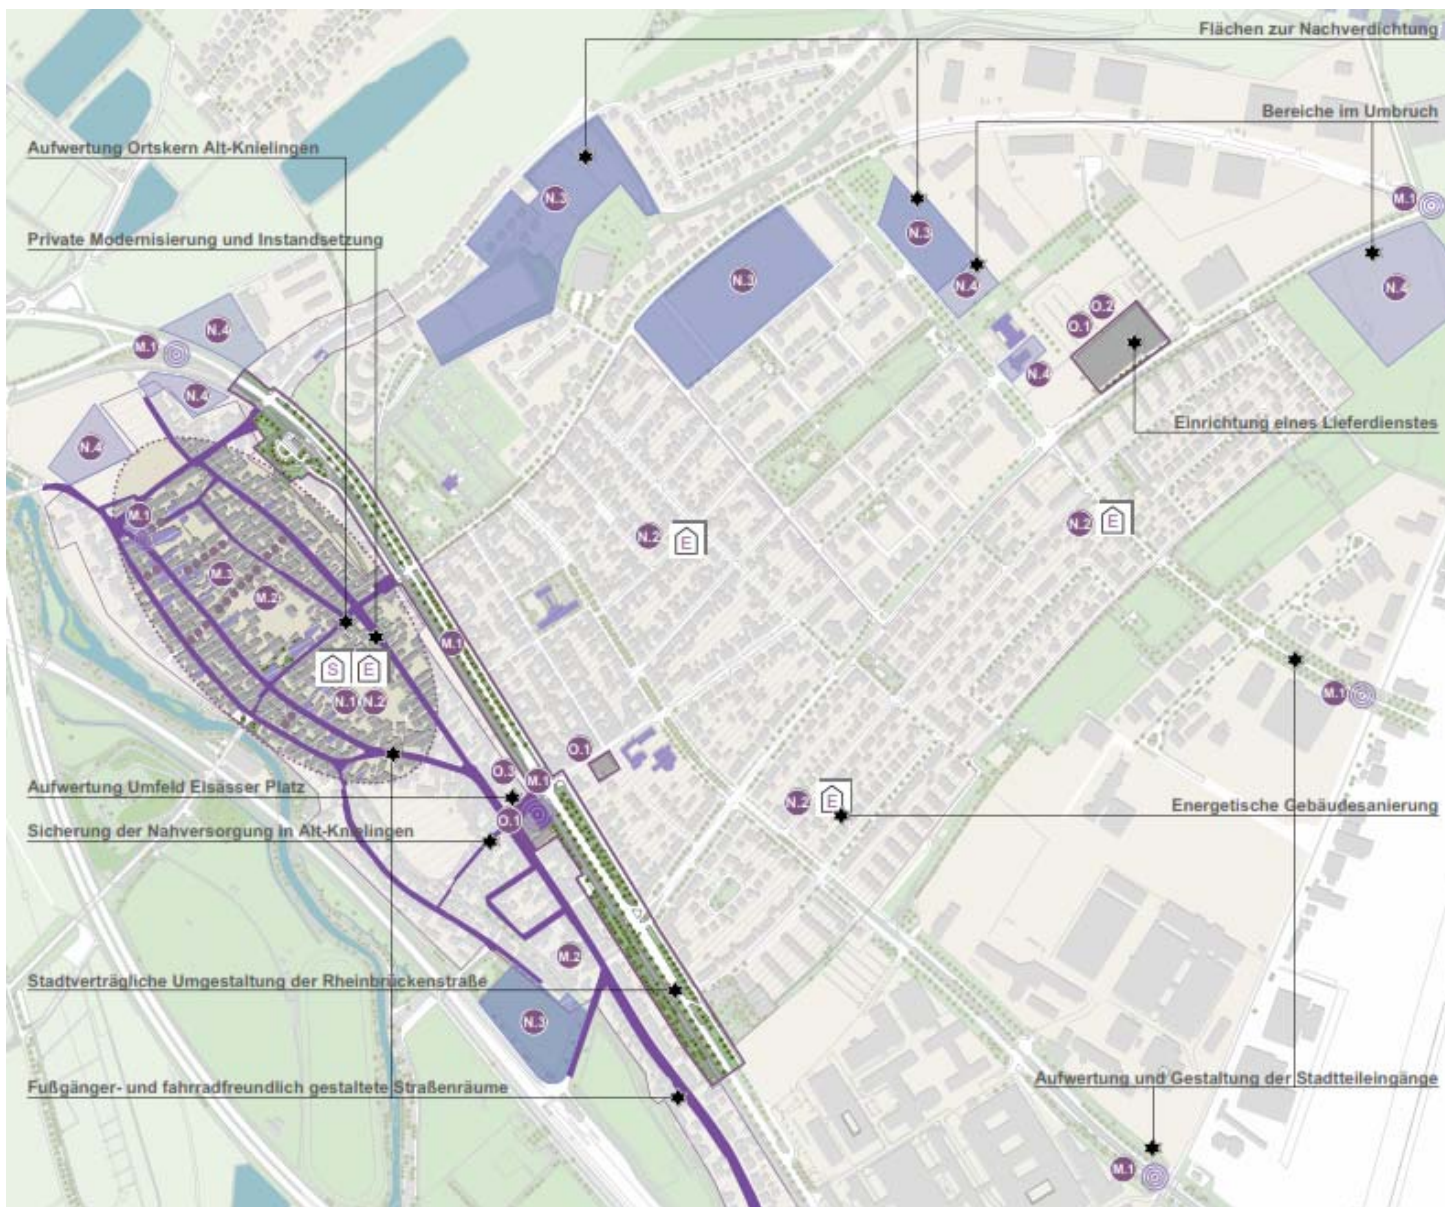 Flächen zur Nachverdichtung
Bereiche im Umbruch
Aufwertung Ortskern Alt-Knielingen
N.3
M.1
N.3
Private Modernisierung und Instandsetzung
N.3
N.4
N.4
O.2
N.4
O.1
M.1
N.4
N.4
Einrichtung eines Lieferdienstes
N.4
M.1
N.2
E
N.2
E
M.3
M.2
M.1
S
E
N.1
N.2
M.1
O.1
O.3
M.1
Aufwertung Umfeld Elsässer Platz
N.2
E
Energetische Gebäudesanierung
O.1
Sicherung der Nahversorgung in Alt-Knielingen
M.2
Stadtverträgliche Umgestaltung der Rheinbrückenstraße
N.3
Aufwertung und Gestaltung der Stadtteileingänge
Fußgänger- und fahrradfreundlich gestaltete Straßenräume
M.1